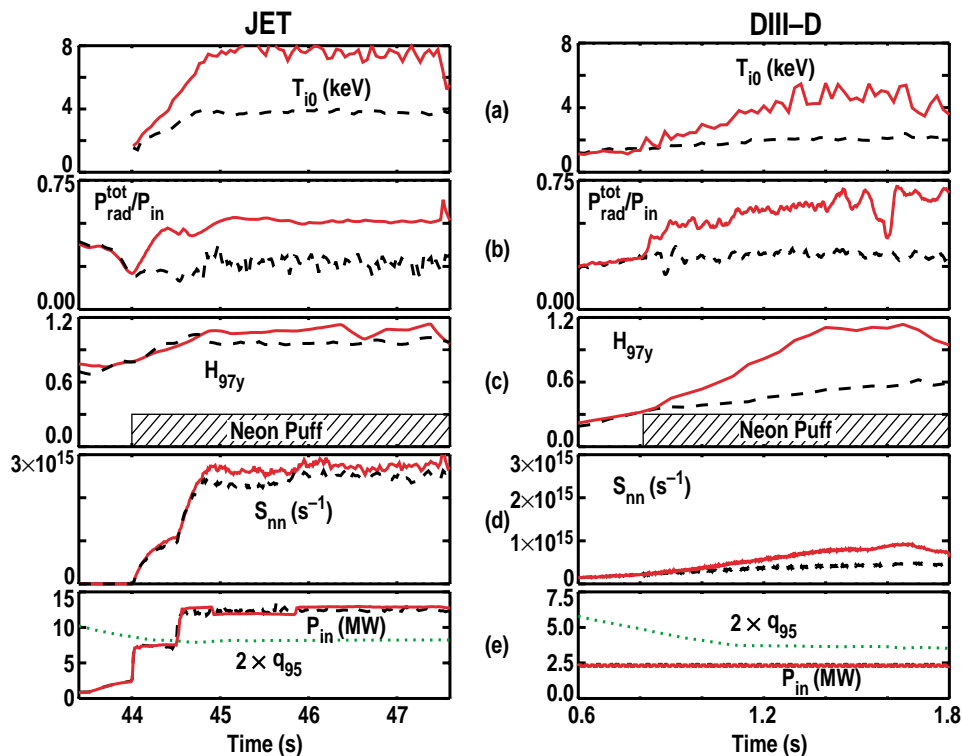 JET
DIII–D
8
4
0
T_i0 (keV)
(a)
8
6
4
2
0
T_i0 (keV)
0.75
0.00
P_rad^tot/P_in
(b)
0.75
0.00
P_rad^tot/P_in
1.2
0.6
0.0
H_97y
Neon Puff
(c)
1.2
0.6
0.0
H_97y
Neon Puff
3×10^15
0
S_nn (s^−1)
(d)
3×10^15
2×10^15
1×10^15
0
S_nn (s^−1)
15
10
5
0
P_in (MW)
2 × q_95
(e)
7.5
5.0
2.5
0.0
2 × q_95
P_in (MW)
44
45
46
47
Time (s)
0.6
1.2
1.8
Time (s)